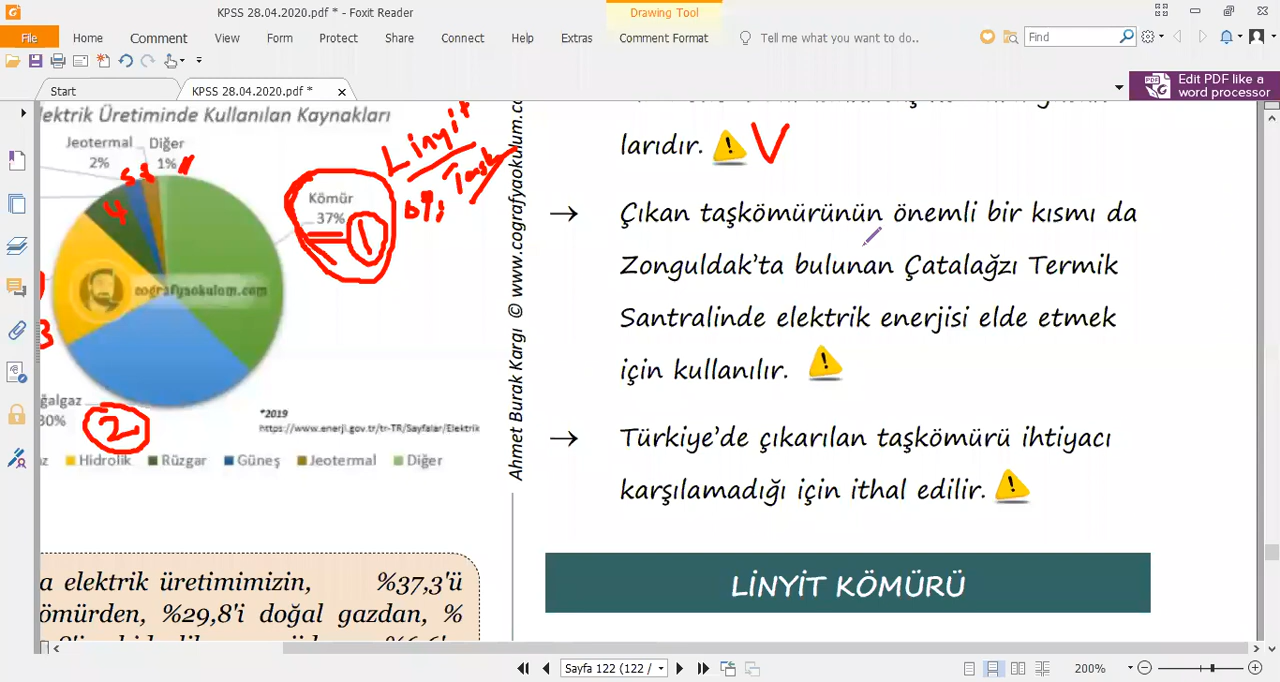 KPSS 28.04.2020.pdf * - Foxit Reader
Drawing Tool
File Home Comment View Form Protect Share Connect Help Extras Comment Format Tell me what you want to do.. Find
Start
KPSS 28.04.2020.pdf *
Edit PDF like a
word processor
lektrik Üretiminde Kullanılan Kaynakları
Jeotermal
2%
Diğer
1%
Kömür
37%
1
Linyit
Taşkö
4
5
3
2
ğalgaz
30%
cografyaokulum.com
*2019
https://www.enerji.gov.tr/tr-TR/Sayfalar/Elektrik
az Hidrolik Rüzgar Güneş Jeotermal Diğer
a elektrik üretimimizin, %37,3'ü
ömürden, %29,8'i doğal gazdan, %
Ahmet Burak Kargı © www.cografyaokulum.co
larıdır. V
→ Çıkan taşkömürünün önemli bir kısmı da
Zonguldak'ta bulunan Çatalağzı Termik
Santralinde elektrik enerjisi elde etmek
için kullanılır.
→ Türkiye'de çıkarılan taşkömürü ihtiyacı
karşılamadığı için ithal edilir.
LİNYİT KÖMÜRÜ
Sayfa 122 (122 /
200%